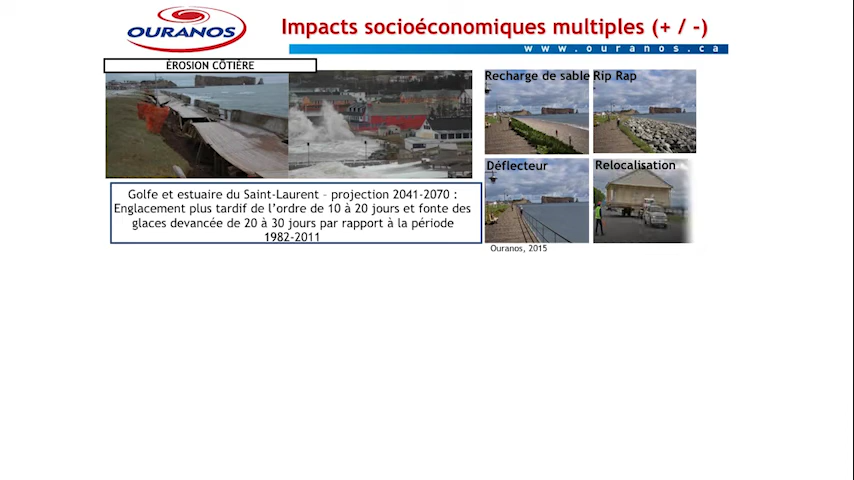 OURANOS
Impacts socioéconomiques multiples (+ / -)
www.ouranos.ca
ÉROSION CÔTIÈRE
Recharge de sable
Rip Rap
Déflecteur
Relocalisation
Golfe et estuaire du Saint-Laurent – projection 2041-2070 :
Englacement plus tardif de l’ordre de 10 à 20 jours et fonte des
glaces devancée de 20 à 30 jours par rapport à la période
1982-2011
Ouranos, 2015